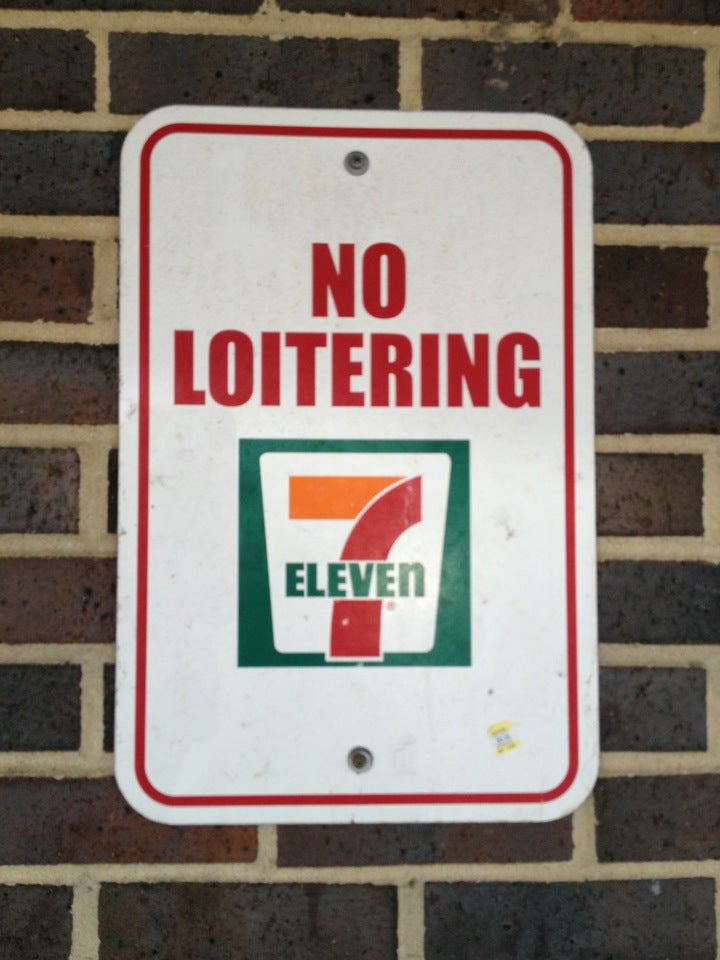 NO
LOITERING
7
ELEVEn
®